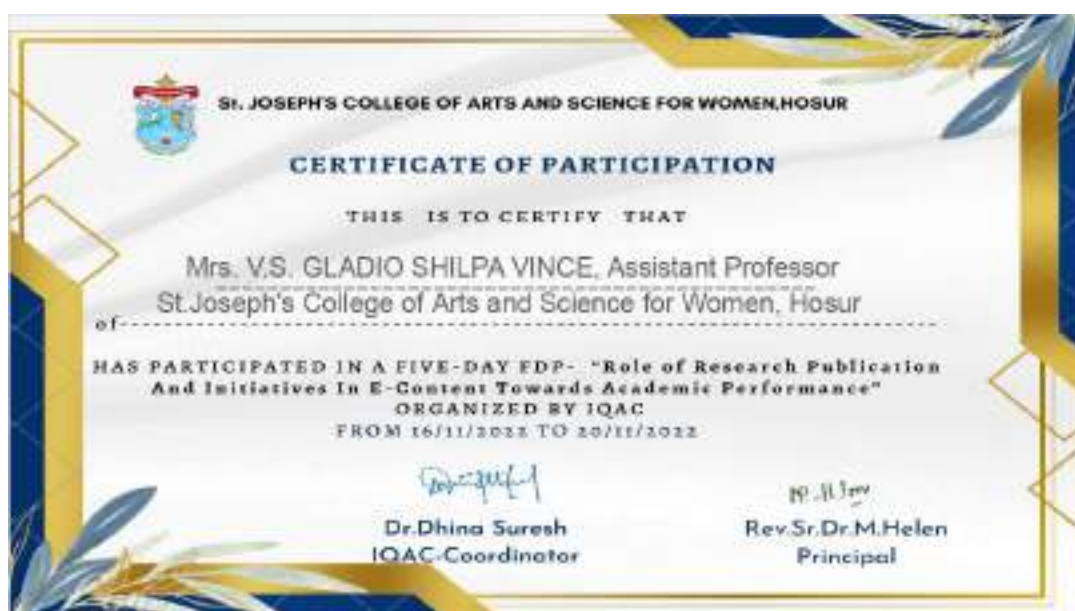 St. JOSEPH'S COLLEGE OF ARTS AND SCIENCE FOR WOMEN,HOSUR
CERTIFICATE OF PARTICIPATION
THIS IS TO CERTIFY THAT
Mrs. V.S. GLADIO SHILPA VINCE, Assistant Professor
St.Joseph's College of Arts and Science for Women, Hosur
of
HAS PARTICIPATED IN A FIVE-DAY FDP- "Role of Research Publication
And Initiatives In E-Content Towards Academic Performance"
ORGANIZED BY IQAC
FROM 16/11/2022 TO 20/11/2022
Dr.Dhina Suresh
IQAC-Coordinator
Rev.Sr.Dr.M.Helen
Principal